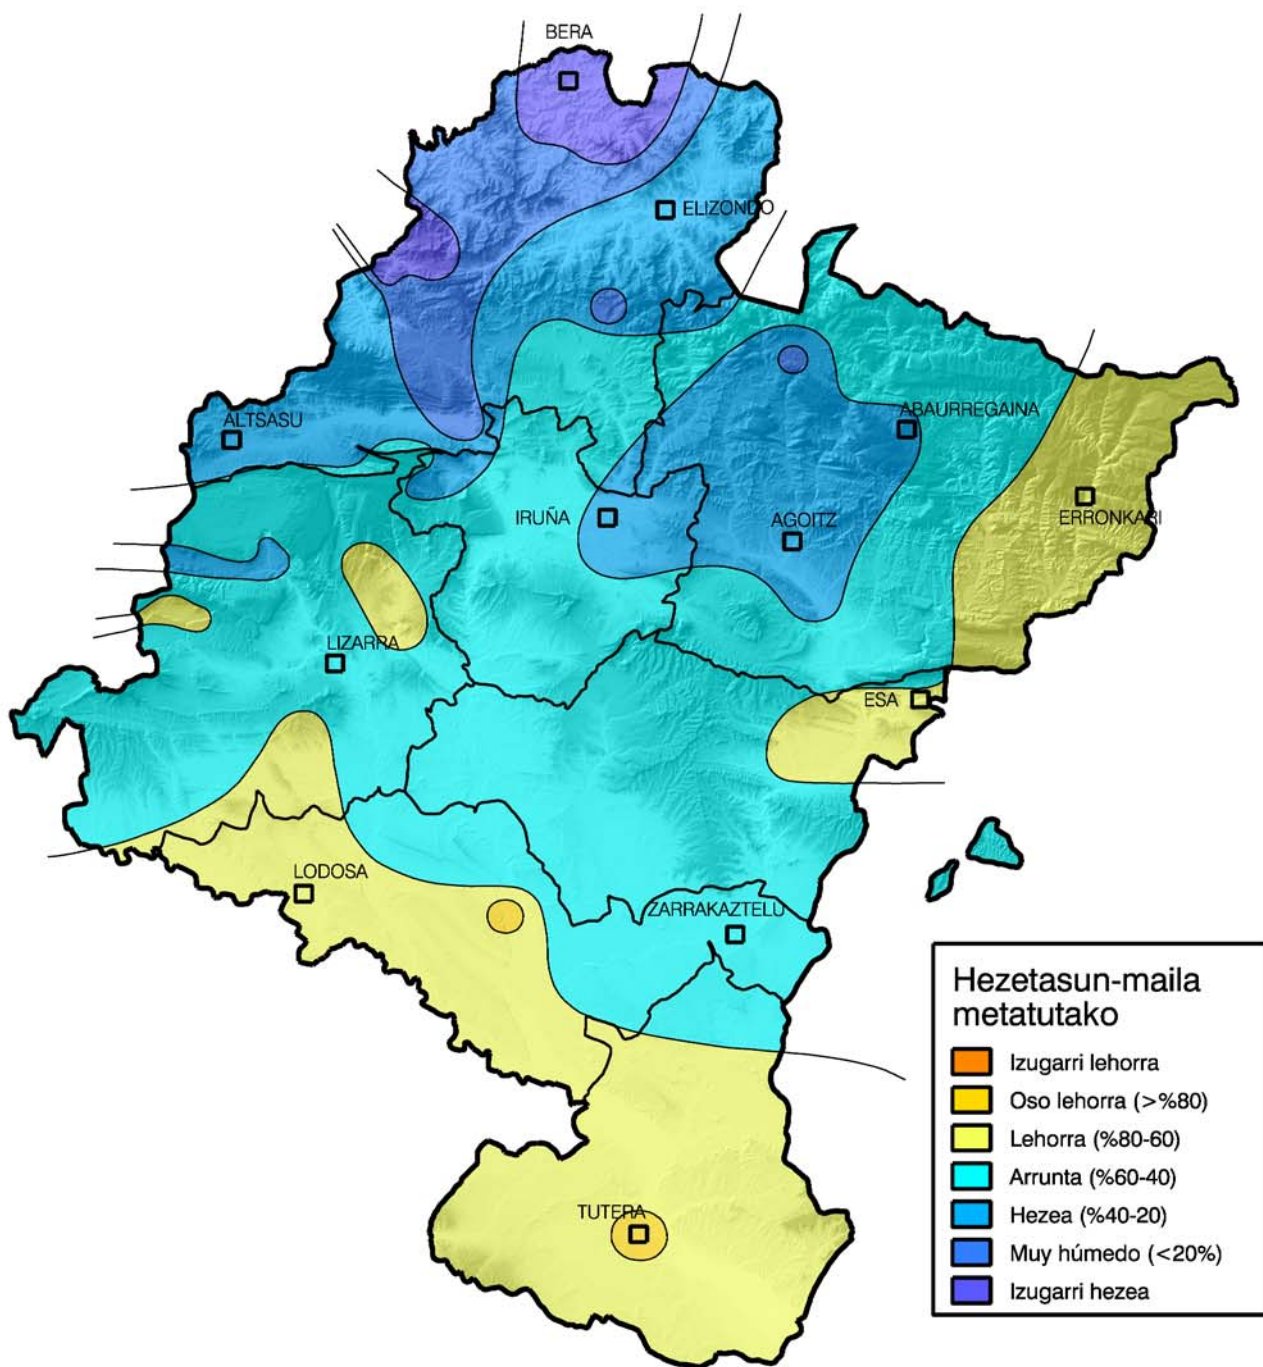 BERA
ELIZONDO
ALTSASU
ABAURREGAINA
IRUÑA
AGOITZ
ERRONKARI
LIZARRA
ESA
LODOSA
ZARRAKAZTELU
TUTERA
Hezetasun-maila
metatutako
Izugarri lehorra
Oso lehorra (>%80)
Lehorra (%80-60)
Arrunta (%60-40)
Hezea (%40-20)
Muy húmedo (<20%)
Izugarri hezea